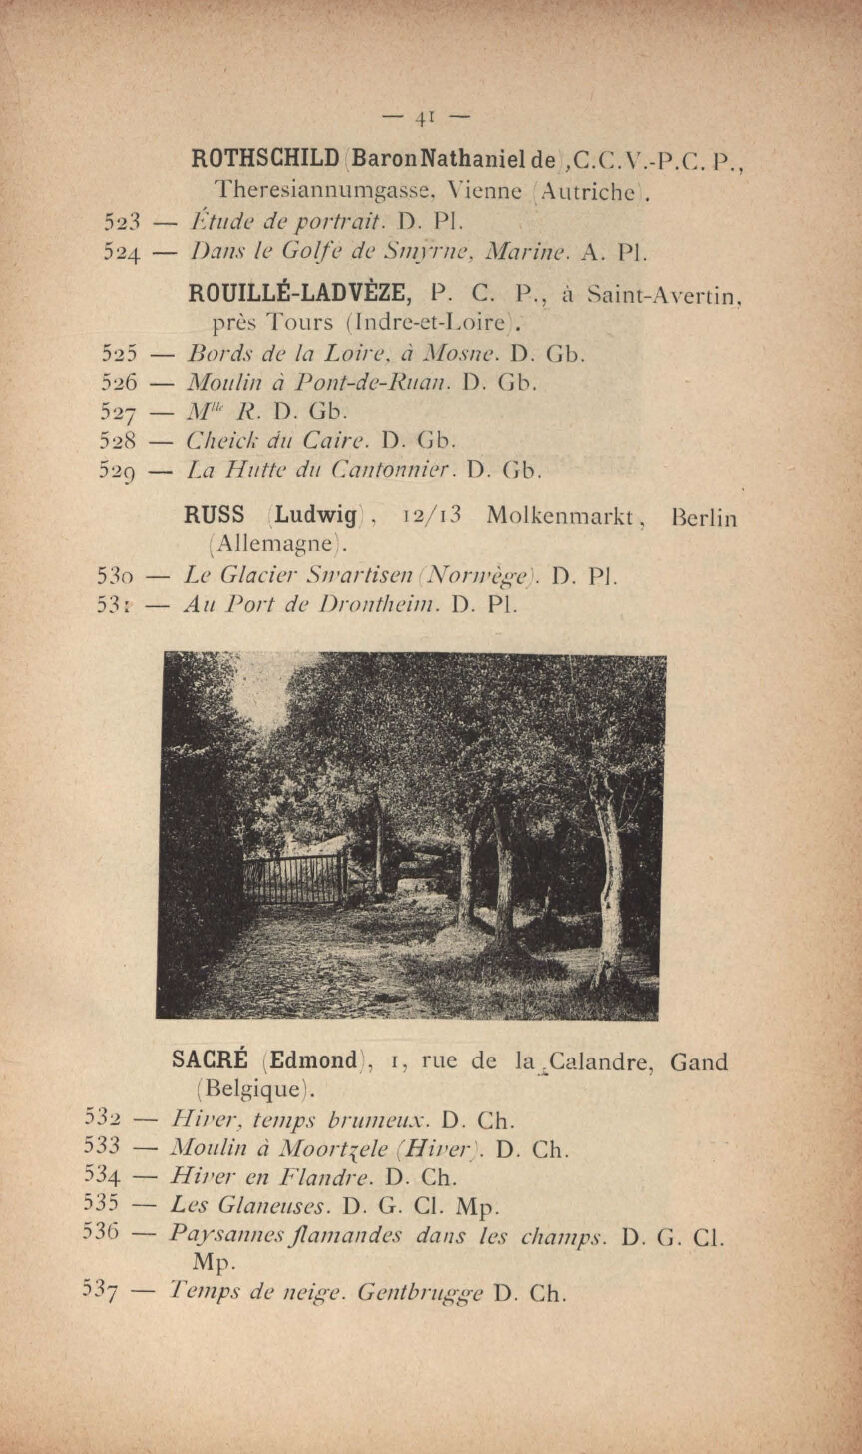 — 41 —
ROTHSCHILD (Baron Nathaniel de), C.C.V.-P.C.P.,
Theresiannumgasse, Vienne (Autriche).
523 — Étude de portrait. D. Pl.
524 — Dans le Golfe de Smyrne, Marine. A. Pl.
ROUILLÉ-LADVÈZE, P. C. P., à Saint-Avertin,
près Tours (Indre-et-Loire).
525 — Bords de la Loire, à Mosne. D. Gb.
526 — Moulin à Pont-de-Ruan. D. Gb.
527 — Mlle R. D. Gb.
528 — Cheick du Caire. D. Gb.
529 — La Hutte du Cantonnier. D. Gb.
RUSS (Ludwig), 12/13 Molkenmarkt, Berlin
(Allemagne).
530 — Le Glacier Swartisen (Norwège). D. Pl.
531 — Au Port de Drontheim. D. Pl.
SACRÉ (Edmond), 1, rue de la Calandre, Gand
(Belgique).
532 — Hiver, temps brumeux. D. Ch.
533 — Moulin à Moortzele (Hiver). D. Ch.
534 — Hiver en Flandre. D. Ch.
535 — Les Glaneuses. D. G. Cl. Mp.
536 — Paysannes flamandes dans les champs. D. G. Cl.
Mp.
537 — Temps de neige. Gentbrugge D. Ch.